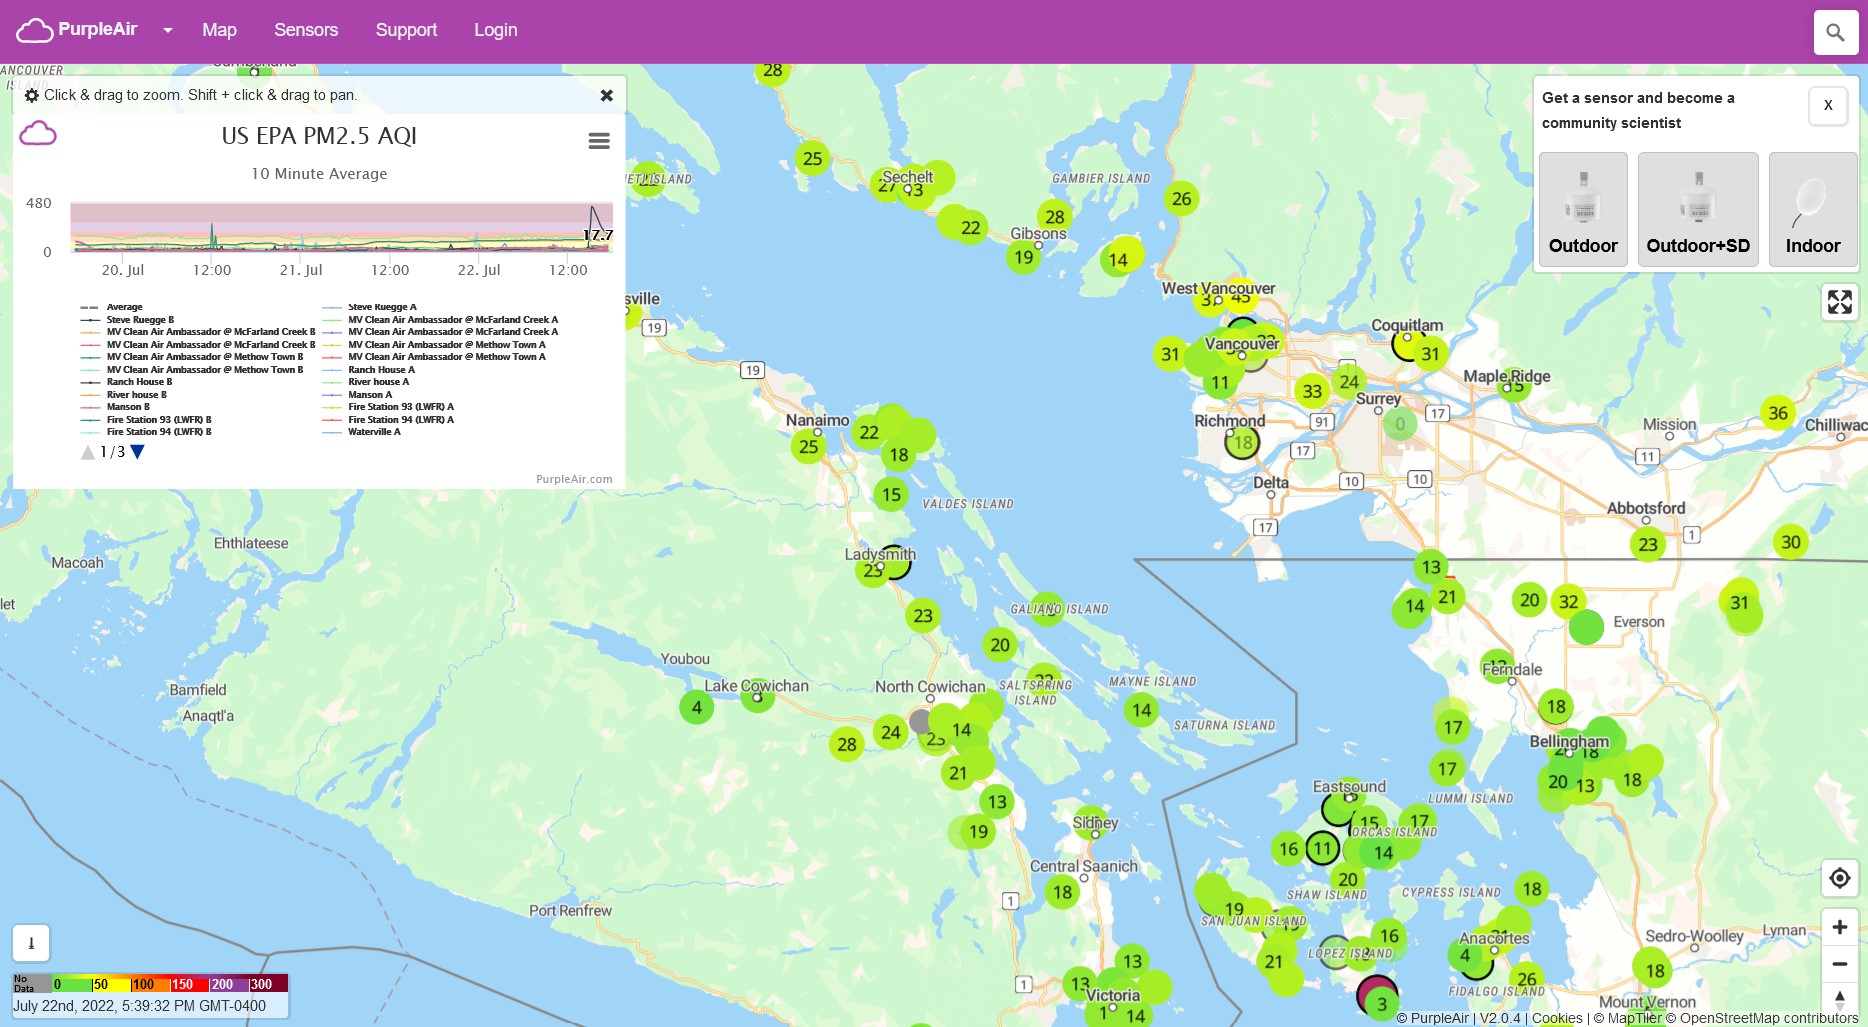 PurpleAir Map Sensors Support Login
Click & drag to zoom. Shift + click & drag to pan.
US EPA PM2.5 AQI
10 Minute Average
480
0
17.7
20. Jul 12:00 21. Jul 12:00 22. Jul 12:00
Average
Steve Ruegge B
MV Clean Air Ambassador @ McFarland Creek B
MV Clean Air Ambassador @ McFarland Creek B
MV Clean Air Ambassador @ Methow Town B
MV Clean Air Ambassador @ Methow Town B
Ranch House B
River house B
Manson B
Fire Station 93 (LWFR) B
Fire Station 94 (LWFR) B
Steve Ruegge A
MV Clean Air Ambassador @ McFarland Creek A
MV Clean Air Ambassador @ McFarland Creek A
MV Clean Air Ambassador @ Methow Town A
MV Clean Air Ambassador @ Methow Town A
Ranch House A
River house A
Manson A
Fire Station 93 (LWFR) A
Fire Station 94 (LWFR) A
Waterville A
1 / 3
PurpleAir.com
Get a sensor and become a
community scientist
X
Outdoor Outdoor+SD Indoor
28
25
Sechelt
GAMBIER ISLAND
26
28
22
Gibsons
19
14
West Vancouver
45
19
Coquitlam
Vancouver
31
31
19
11
33
24
Maple Ridge
Surrey
36
Nanaimo
22
Richmond
91
17
0
Mission
25
18
18
17
11
15
VALDES ISLAND
Delta
10
10
17
Abbotsford
1
23
30
Macoah
Ehthlateese
Ladysmith
23
13
14
21
20
32
31
Everson
23
GALIANO ISLAND
20
Youbou
Lake Cowichan
North Cowichan
SALTSPRING
ISLAND
MAYNE ISLAND
Ferndale
Bamfield
4
14
18
Anaqtl'a
SATURNA ISLAND
17
28
24
14
Bellingham
18
21
17
20
13
18
LUMMI ISLAND
Eastsound
13
19
Sidney
15
17
ORCAS ISLAND
16
11
14
Central Saanich
20
18
SHAW ISLAND
CYPRESS ISLAND
18
1
19
SAN JUAN ISLAND
Port Renfrew
16
Anacortes
Sedro-Woolley
Lyman
LOPEZ ISLAND
4
13
21
26
18
1
13
FIDALGO ISLAND
Victoria
3
14
Mount Vernon
No
Data
0 50 100 150 200 300
July 22nd, 2022, 5:39:32 PM GMT-0400
© PurpleAir | V2.0.4 | Cookies | © MapTiler © OpenStreetMap contributors